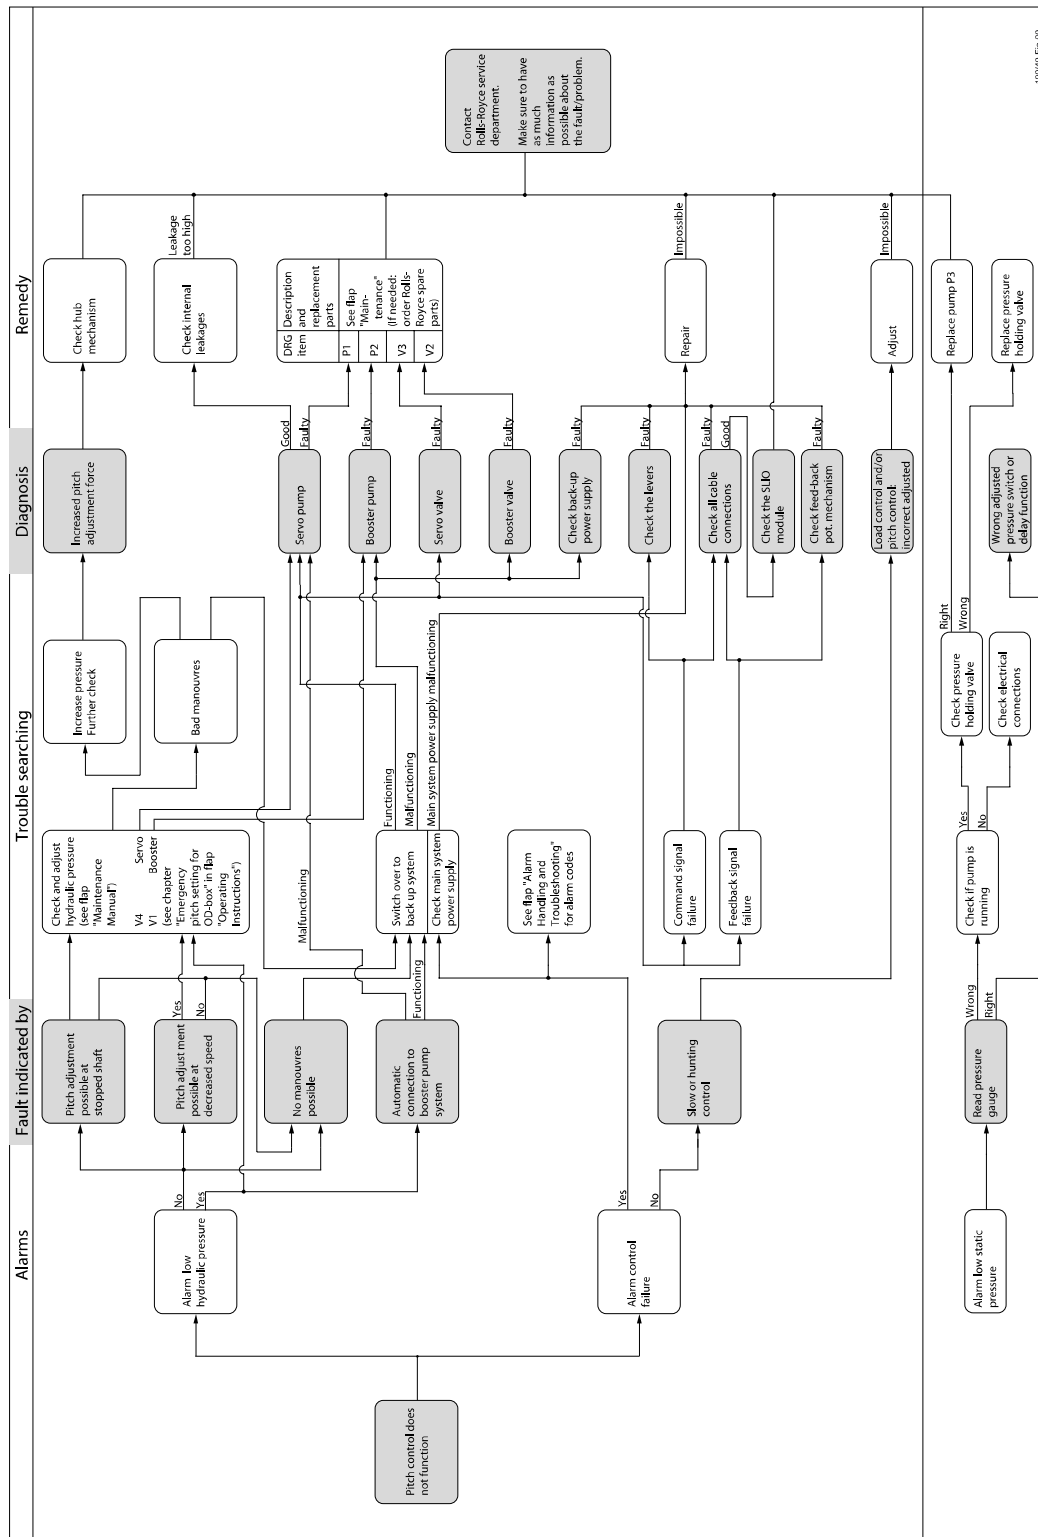 Alarms
Fault indicated by
Trouble searching
Diagnosis
Remedy
Pitch control does
not function
Alarm low
hydraulic pressure
No
Yes
Alarm control
failure
Yes
No
Pitch adjustment
possible at
stopped shaft
Pitch adjust ment
possible at
decreased speed
Yes
No
No manouvres
possible
Automatic
connection to
booster pump
system
Malfunctioning
Functioning
Slow or hunting
control
Check and adjust
hydraulic pressure
(see flap
"Maintenance
Manual")
V4 Servo
V1 Booster
(see chapter
"Emergency
pitch setting for
OD-box" in flap
"Operating
Instructions")
Switch over to
back up system
Check main system
power supply
Functioning
Malfunctioning
Main system power supply malfunctioning
See flap "Alarm
Handling and
Troubleshooting"
for alarm codes
Command signal
failure
Feedback signal
failure
Increase pressure
Further check
Bad manouvres
Increased pitch
adjustment force
Servo pump
Good
Faulty
Booster pump
Faulty
Servo valve
Faulty
Booster valve
Faulty
Check back-up
power supply
Faulty
Check the levers
Faulty
Check all cable
connections
Faulty
Good
Check the SLIO
module
Check feed-back
pot. mechanism
Faulty
Load control and/or
pitch control:
incorrect adjusted
Check hub
mechanism
Check internal
leakages
Leakage
too high
DRG Description
item and
replacement
parts
P1 See flap
"Main-
P2 tenance"
(If needed:
V3 order Rolls-
Royce spare
V2 parts)
Repair
Impossible
Adjust
Impossible
Contact
Rolls-Royce service
department.
Make sure to have
as much
information as
possible about
the fault/problem.
Alarm low static
pressure
Read pressure
gauge
Wrong
Right
Check if pump is
running
Yes
No
Check pressure
holding valve
Right
Wrong
Check electrical
connections
Wrong adjusted
pressure switch or
delay function
Replace pump P3
Replace pressure
holding valve